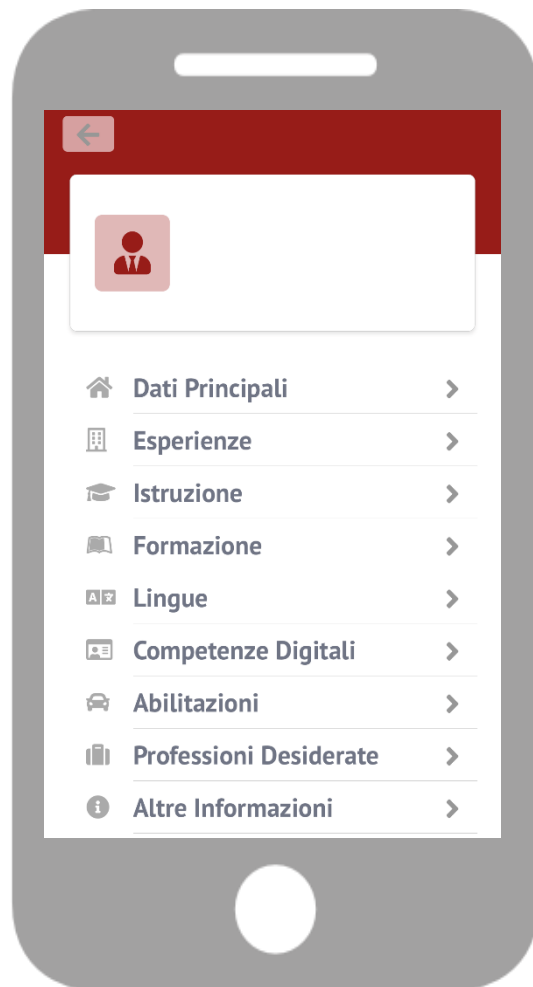 Dati Principali
Esperienze
Istruzione
Formazione
Lingue
Competenze Digitali
Abilitazioni
Professioni Desiderate
Altre Informazioni